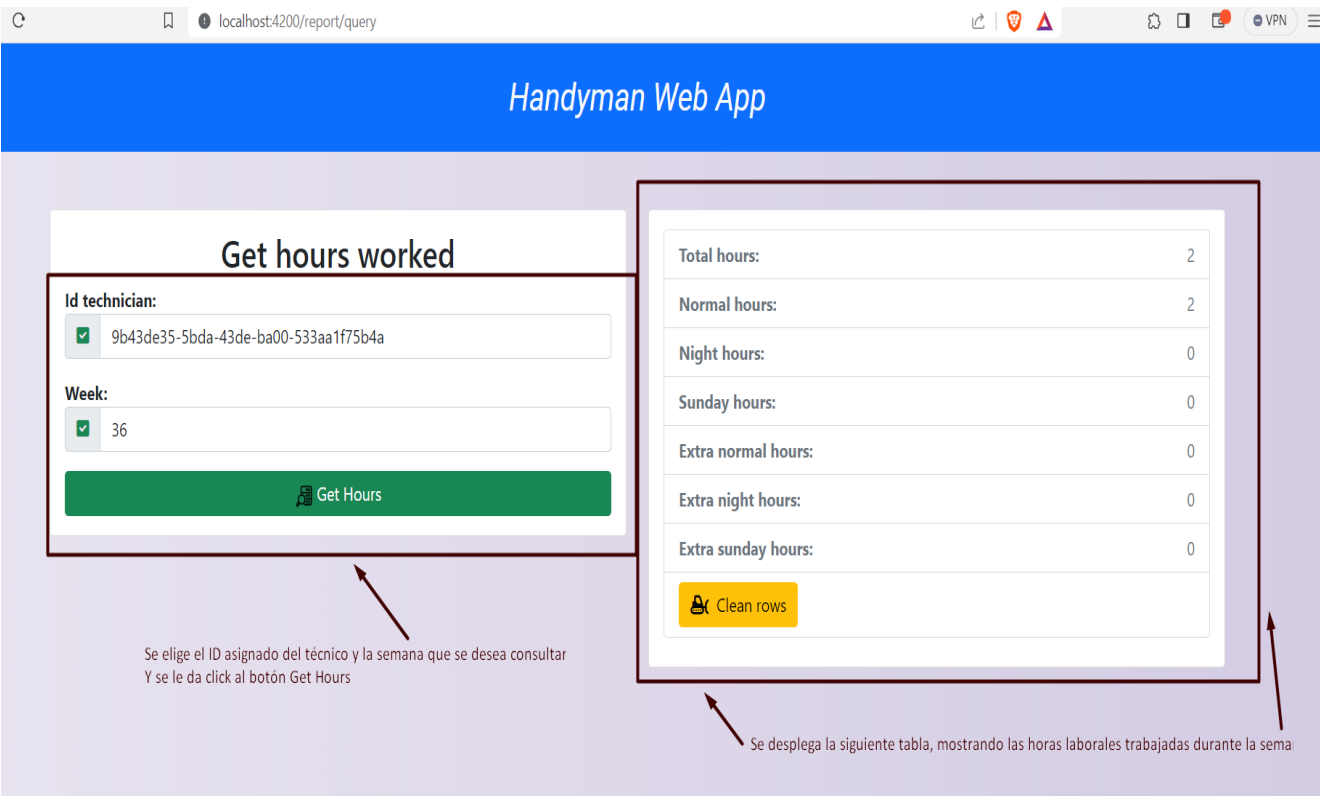 localhost:4200/report/query
VPN
Handyman Web App
Get hours worked
Id technician:
9b43de35-5bda-43de-ba00-533aa1f75b4a
Week:
36
Get Hours
Se elige el ID asignado del técnico y la semana que se desea consultar
Y se le da click al botón Get Hours
Total hours: 2
Normal hours: 2
Night hours: 0
Sunday hours: 0
Extra normal hours: 0
Extra night hours: 0
Extra sunday hours: 0
Clean rows
Se desplega la siguiente tabla, mostrando las horas laborales trabajadas durante la sema